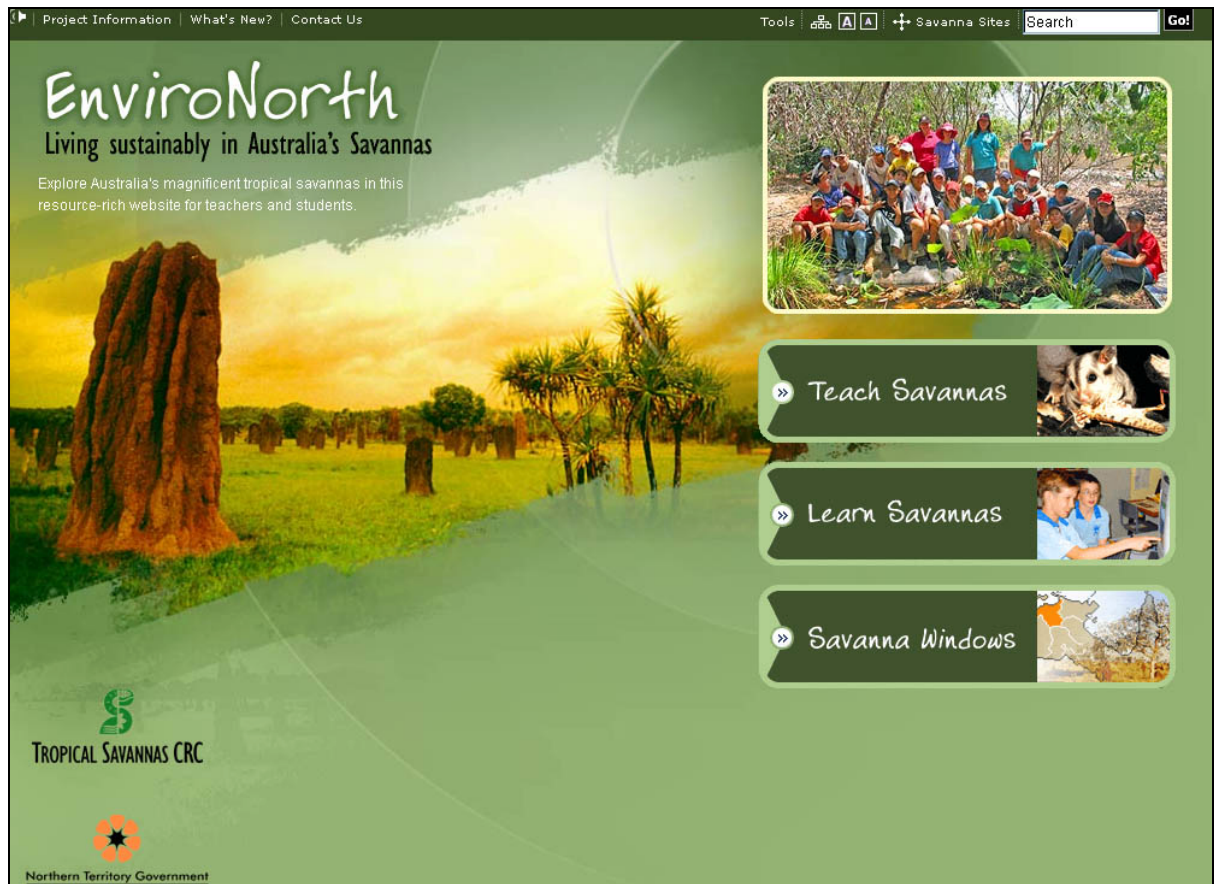 Project Information | What's New? | Contact Us
Tools A A Savanna Sites Search Go!
EnviroNorth
Living sustainably in Australia's Savannas
Explore Australia's magnificent tropical savannas in this
resource-rich website for teachers and students.
Teach Savannas
Learn Savannas
Savanna Windows
TROPICAL SAVANNAS CRC
Northern Territory Government